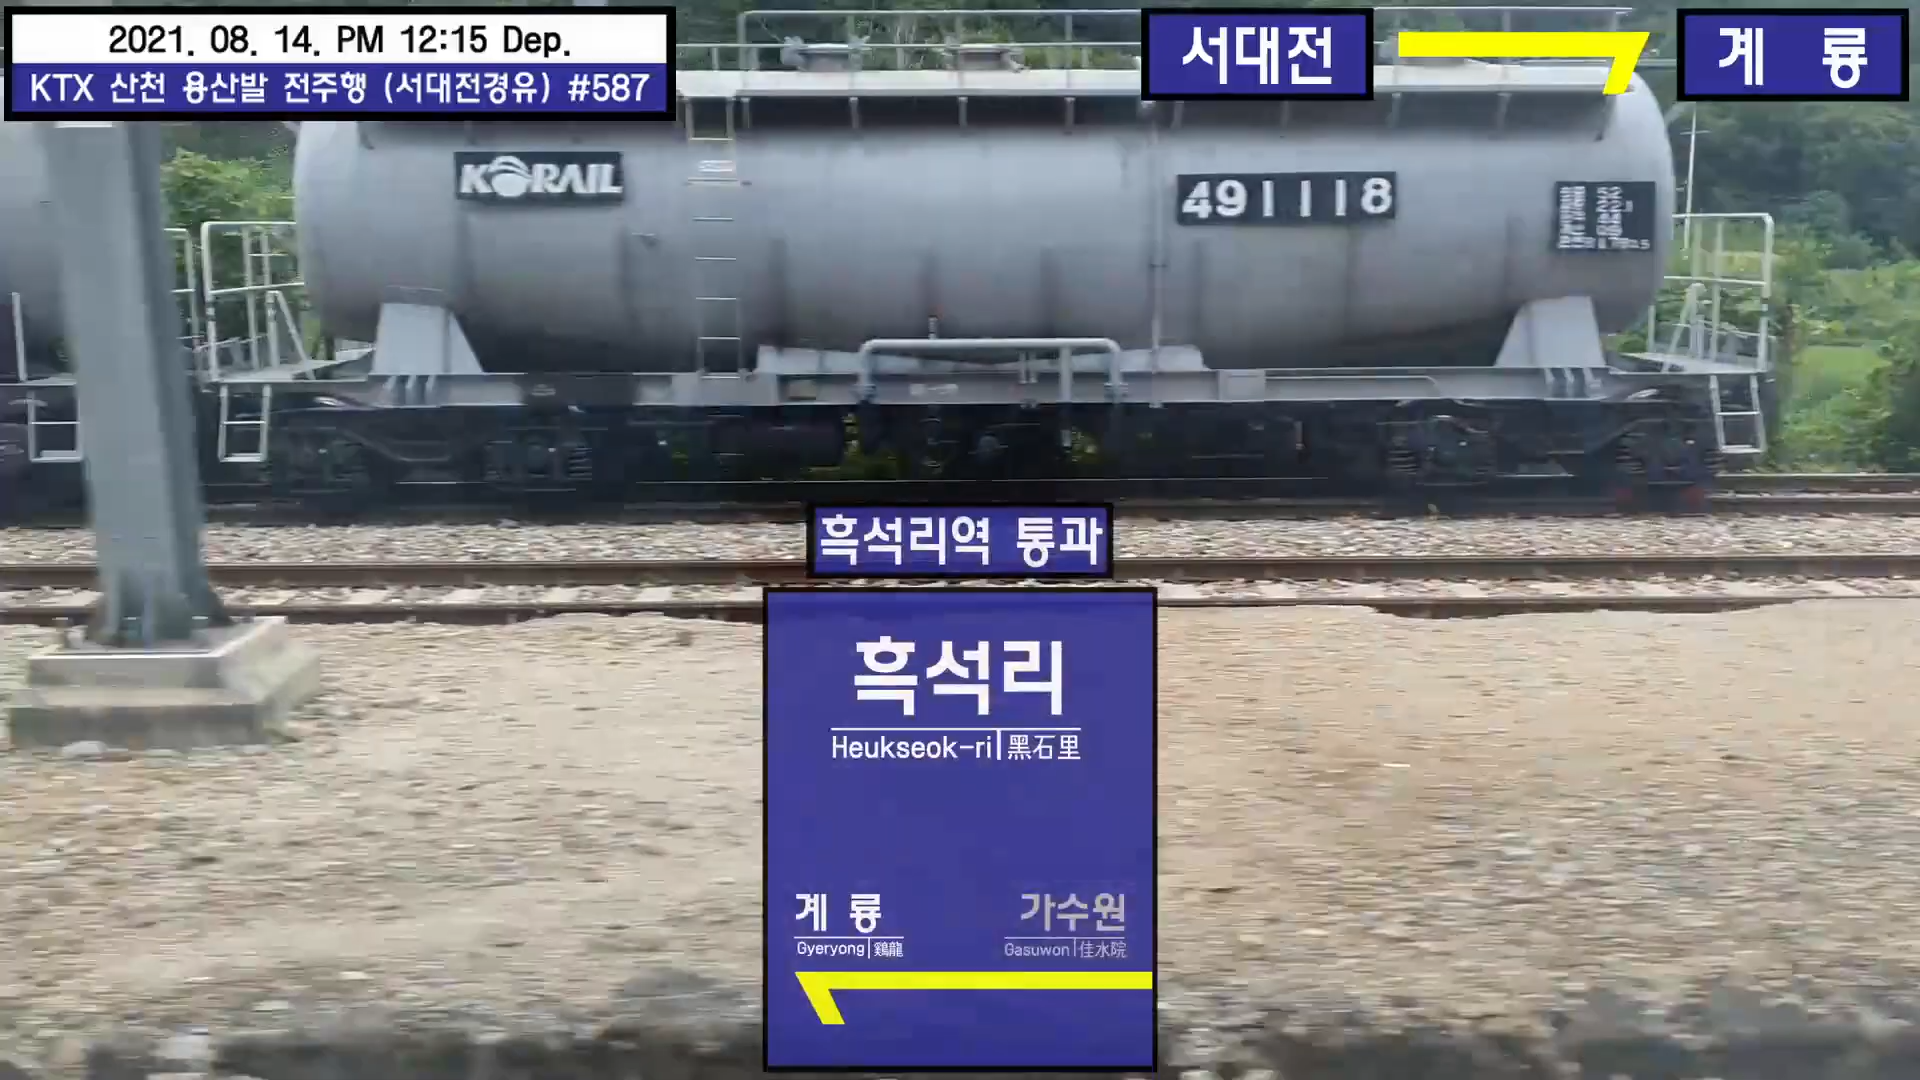 2021. 08. 14. PM 12:15 Dep.
KTX 산천 용산발 전주행 (서대전경유) #587
서대전
계 룡
KORAIL
491118
흑석리역 통과
흑석리
Heukseok-ri 黑石里
계 룡
Gyeryong 鷄龍
가수원
Gasuwon 佳水院